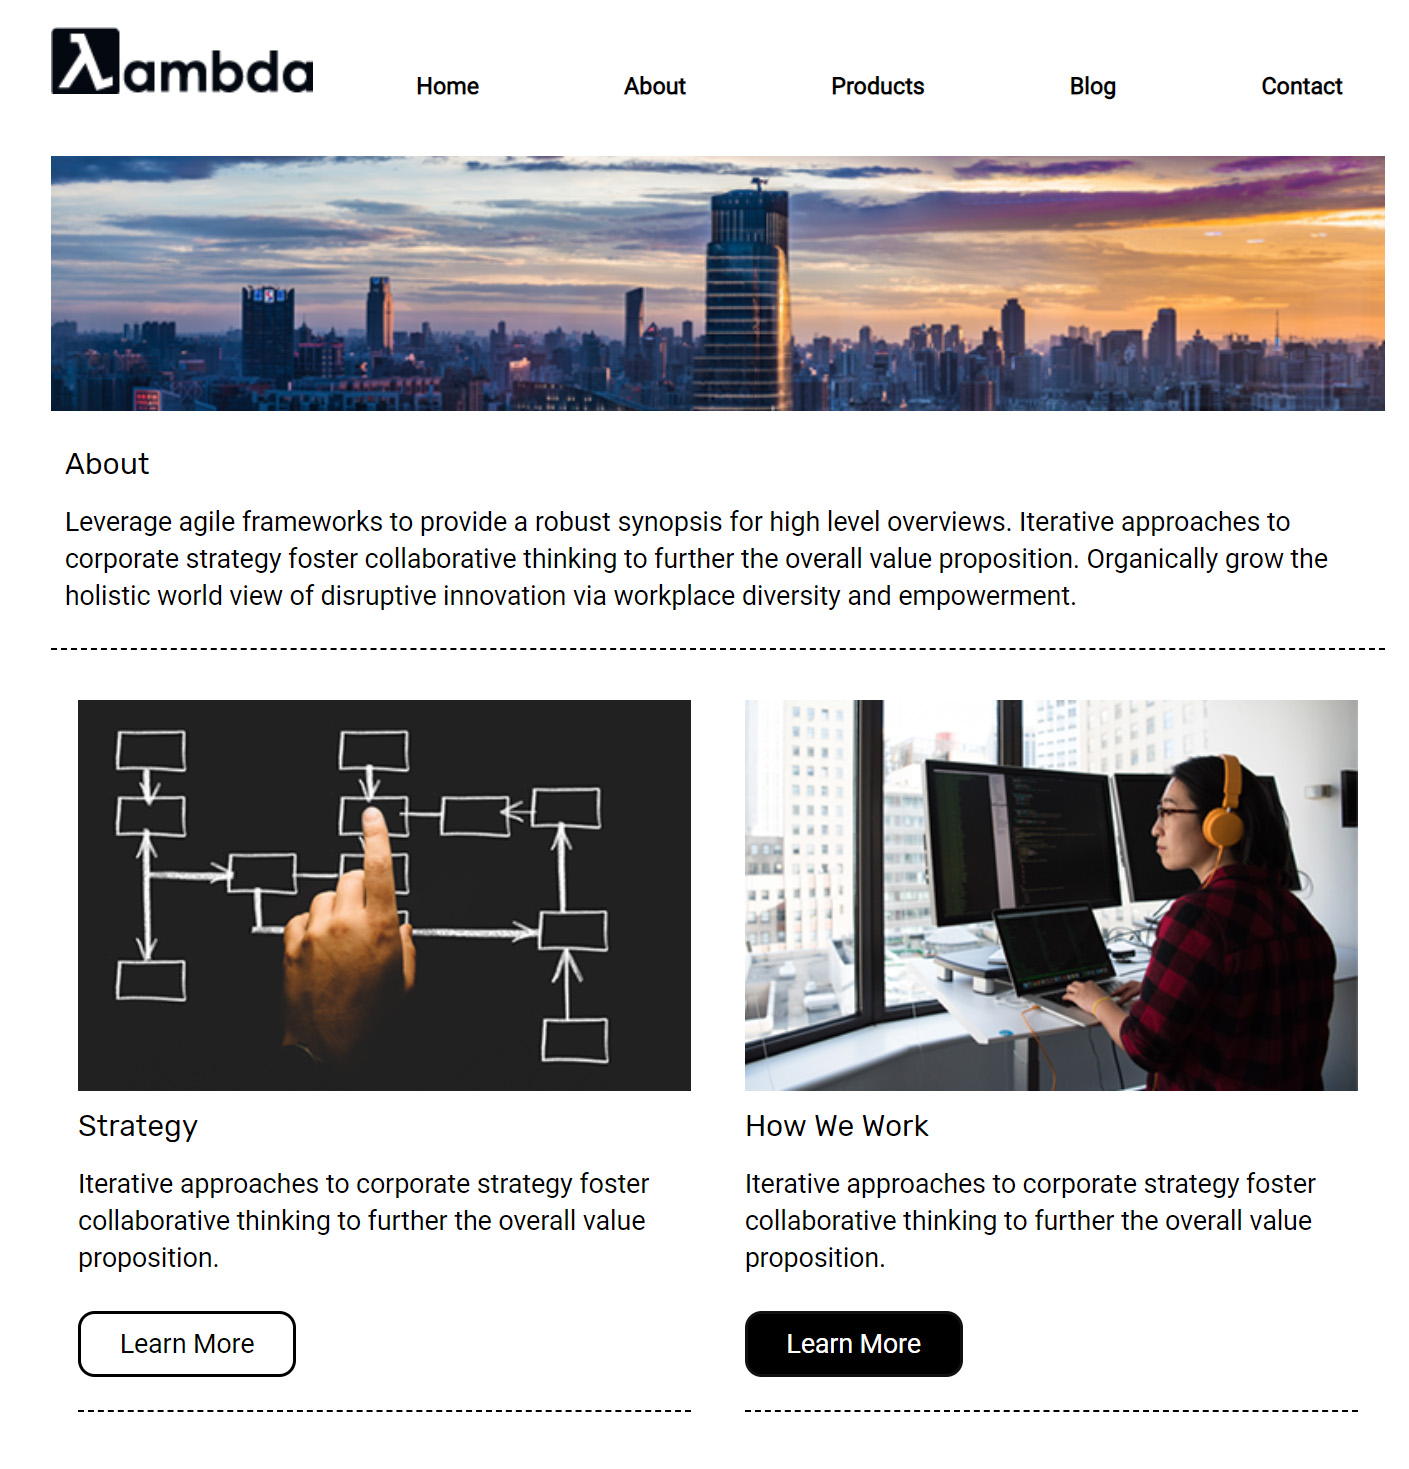 λambda
Home About Products Blog Contact
About
Leverage agile frameworks to provide a robust synopsis for high level overviews. Iterative approaches to
corporate strategy foster collaborative thinking to further the overall value proposition. Organically grow the
holistic world view of disruptive innovation via workplace diversity and empowerment.
Strategy
Iterative approaches to corporate strategy foster
collaborative thinking to further the overall value
proposition.
Learn More
How We Work
Iterative approaches to corporate strategy foster
collaborative thinking to further the overall value
proposition.
Learn More